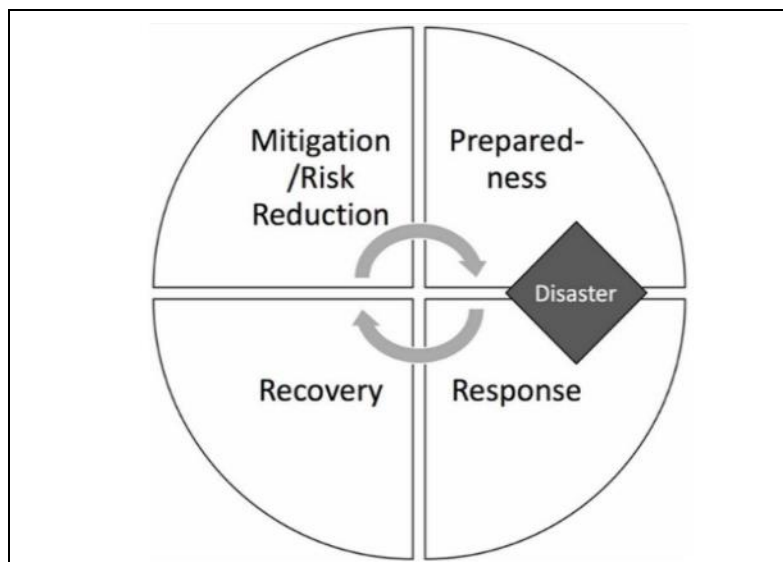 Mitigation
/Risk
Reduction
Prepared-
ness
Disaster
Recovery
Response